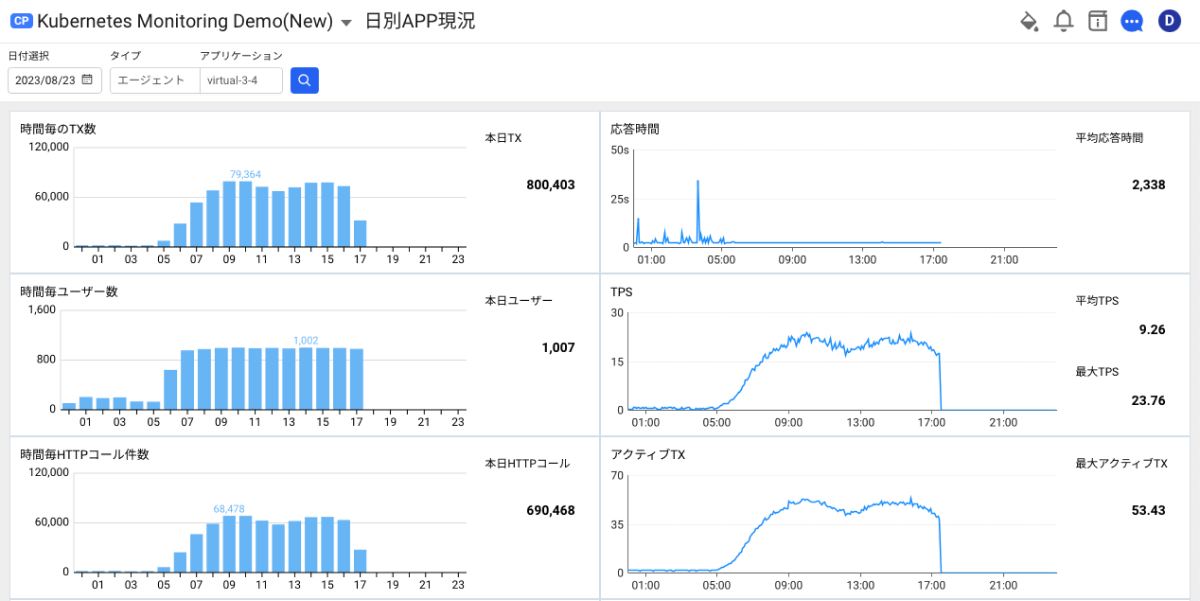 CP Kubernetes Monitoring Demo(New) 日別APP現況
D
日付選択 タイプ アプリケーション
2023/08/23 エージェント virtual-3-4
時間毎のTX数
120,000
60,000
0
79,364
01 03 05 07 09 11 13 15 17 19 21 23
本日TX
800,403
応答時間
50s
25s
0
01:00 05:00 09:00 13:00 17:00 21:00
平均応答時間
2,338
時間毎ユーザー数
1,600
800
0
1,002
01 03 05 07 09 11 13 15 17 19 21 23
本日ユーザー
1,007
TPS
30
15
0
01:00 05:00 09:00 13:00 17:00 21:00
平均TPS
9.26
最大TPS
23.76
時間毎HTTPコール件数
120,000
60,000
0
68,478
01 03 05 07 09 11 13 15 17 19 21 23
本日HTTPコール
690,468
アクティブTX
70
35
0
01:00 05:00 09:00 13:00 17:00 21:00
最大アクティブTX
53.43